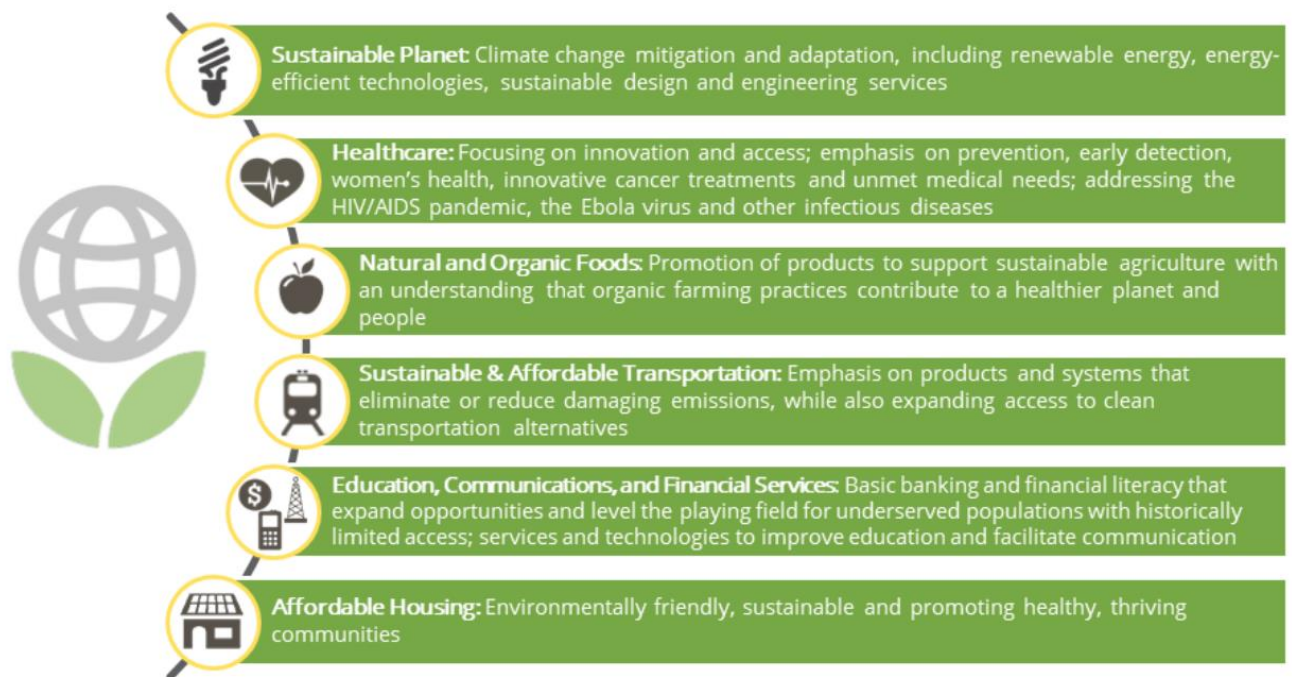 Sustainable Planet: Climate change mitigation and adaptation, including renewable energy, energy-
efficient technologies, sustainable design and engineering services
Healthcare: Focusing on innovation and access; emphasis on prevention, early detection,
women's health, innovative cancer treatments and unmet medical needs; addressing the
HIV/AIDS pandemic, the Ebola virus and other infectious diseases
Natural and Organic Foods: Promotion of products to support sustainable agriculture with
an understanding that organic farming practices contribute to a healthier planet and
people
Sustainable & Affordable Transportation: Emphasis on products and systems that
eliminate or reduce damaging emissions, while also expanding access to clean
transportation alternatives
$
Education, Communications, and Financial Services: Basic banking and financial literacy that
expand opportunities and level the playing field for underserved populations with historically
limited access; services and technologies to improve education and facilitate communication
Affordable Housing: Environmentally friendly, sustainable and promoting healthy, thriving
communities